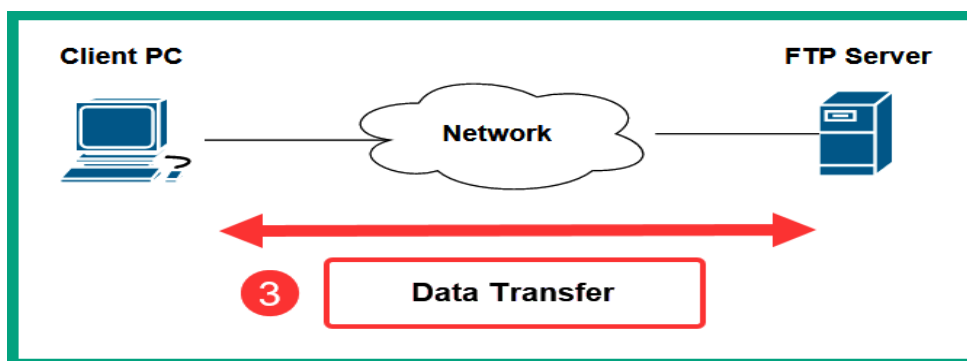 Client PC
FTP Server
Network
3
Data Transfer